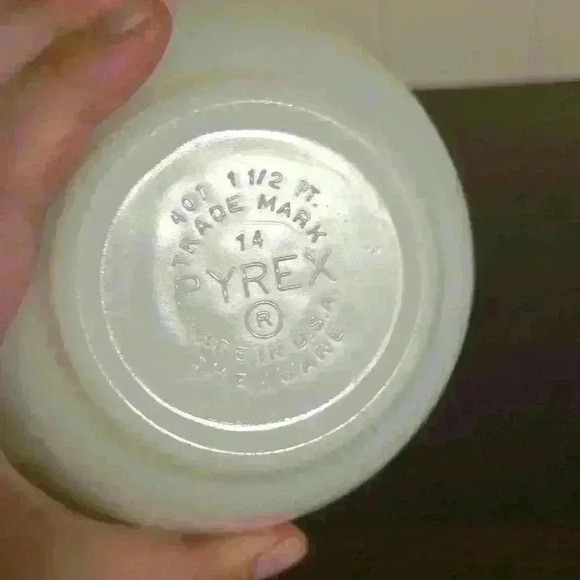 401 1 1/2 PT.
TRADE MARK
14
PYREX
®
MADE IN U.S.A.
OVENWARE